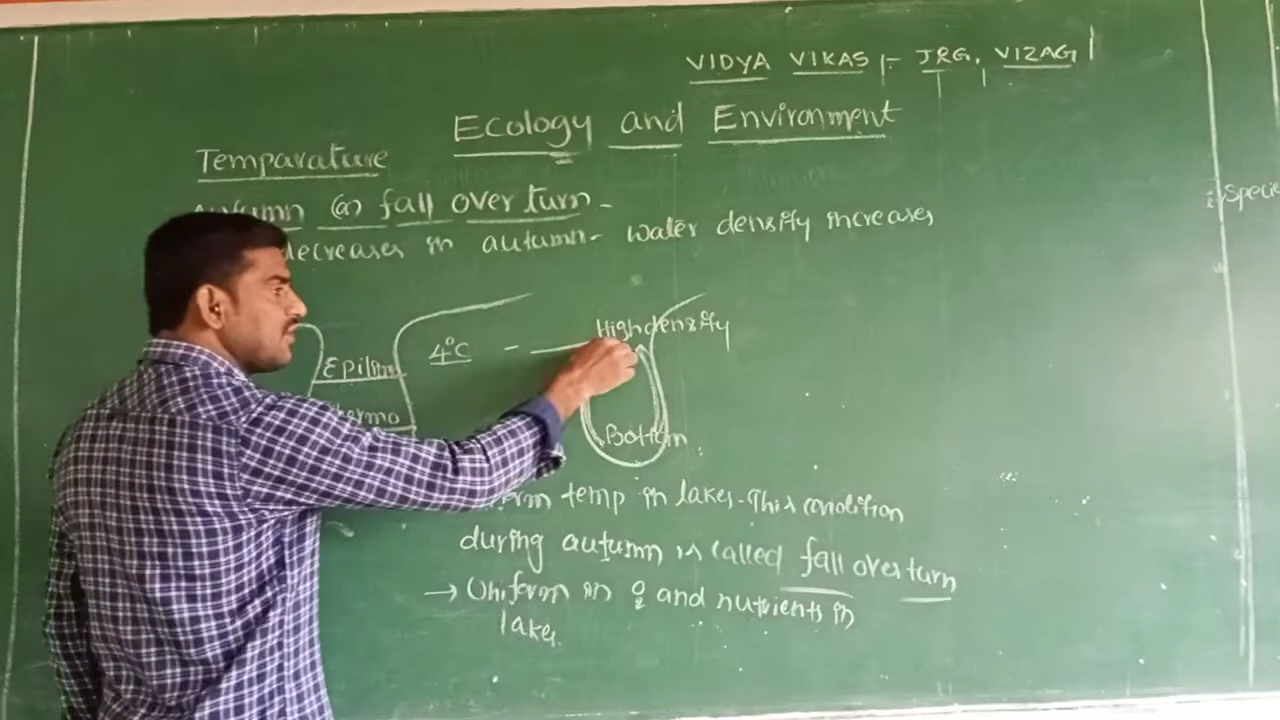 VIDYA VIKAS - JRG, VIZAG
Ecology and Environment
Temparature
Autumn (or) fall over turn -
decreases in autumn - water density increases
i, Specie
4°C - High density
Epilim
thermo
Bottom
temp in lakes - This condition
during autumn is called fall over turn
→ Uniform in O₂ and nutrients in
lakes.